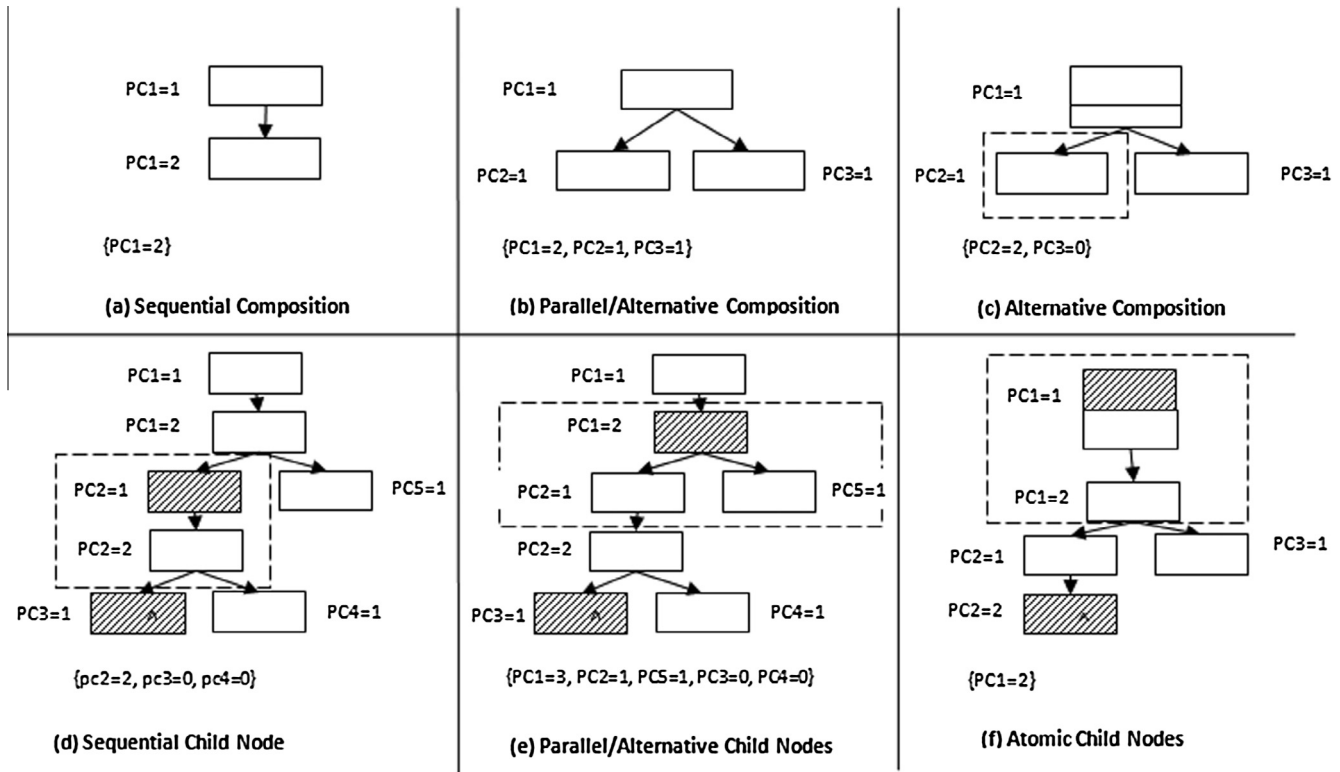 PC1=1
PC1=2
{PC1=2}
(a) Sequential Composition
PC1=1
PC2=1
PC3=1
{PC1=2, PC2=1, PC3=1}
(b) Parallel/Alternative Composition
PC1=1
PC2=1
PC3=1
{PC2=2, PC3=0}
(c) Alternative Composition
PC1=1
PC1=2
PC2=1
PC5=1
PC2=2
PC3=1
^
PC4=1
{pc2=2, pc3=0, pc4=0}
(d) Sequential Child Node
PC1=1
PC1=2
PC2=1
PC5=1
PC2=2
PC3=1
^
PC4=1
{PC1=3, PC2=1, PC5=1, PC3=0, PC4=0}
(e) Parallel/Alternative Child Nodes
PC1=1
PC1=2
PC2=1
PC3=1
PC2=2
^
{PC1=2}
(f) Atomic Child Nodes